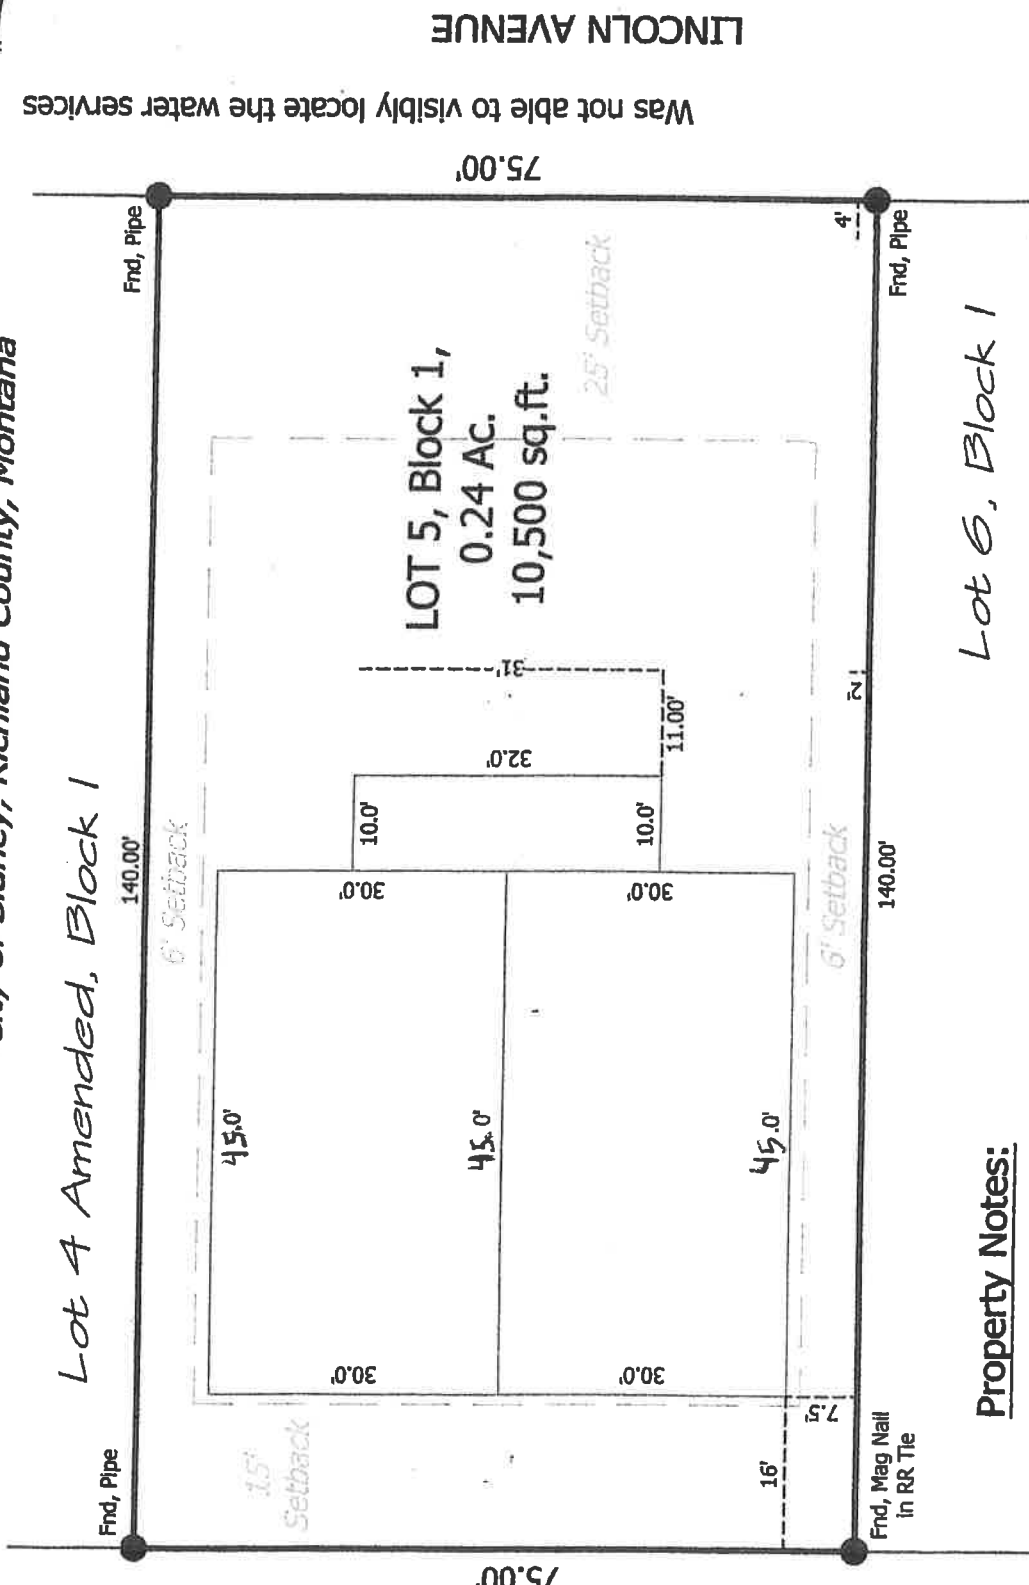 LINCOLN AVENUE
Was not able to visibly locate the water services
75.00'
Fnd, Pipe
4'
Fnd, Pipe
Richland County, Montana
Lot 4 Amended, Block 1
140.00'
6' Setback
25' Setback
LOT 5, Block 1,
0.24 Ac.
10,500 sq.ft.
31'
11.00'
32.0'
10.0'
10.0'
30.0'
30.0'
45.0'
45.0'
45.0'
30.0'
30.0'
6' Setback
140.00'
Lot 6, Block 1
15'
Setback
16'
7.5'
Fnd, Pipe
Fnd, Mag Nail
in RR Tie
75.00'
Property Notes: